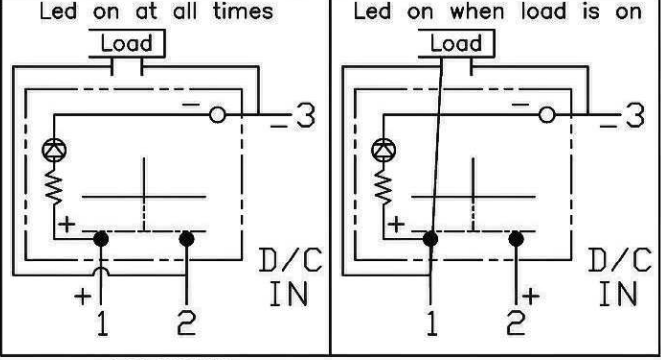 Led on at all times
Load
–
_ 3
+
D/C
IN
+
1
2
Led on when load is on
Load
–
_ 3
+
D/C
IN
+
1
2